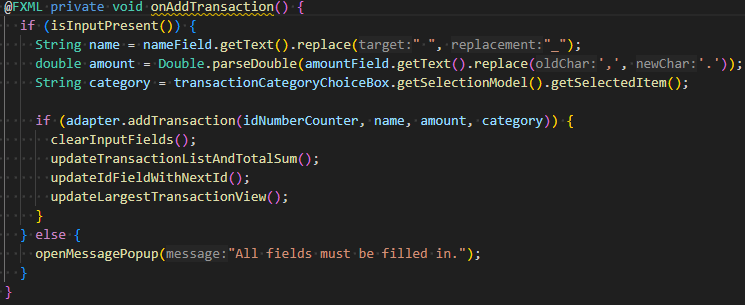 @FXML private void onAddTransaction() {
if (isInputPresent()) {
String name = nameField.getText().replace(target:" ", replacement:"_");
double amount = Double.parseDouble(amountField.getText().replace(oldChar:',', newChar:'.'));
String category = transactionCategoryChoiceBox.getSelectionModel().getSelectedItem();
if (adapter.addTransaction(idNumberCounter, name, amount, category)) {
clearInputFields();
updateTransactionListAndTotalSum();
updateIdFieldWithNextId();
updateLargestTransactionView();
}
} else {
openMessagePopup(message:"All fields must be filled in.");
}
}